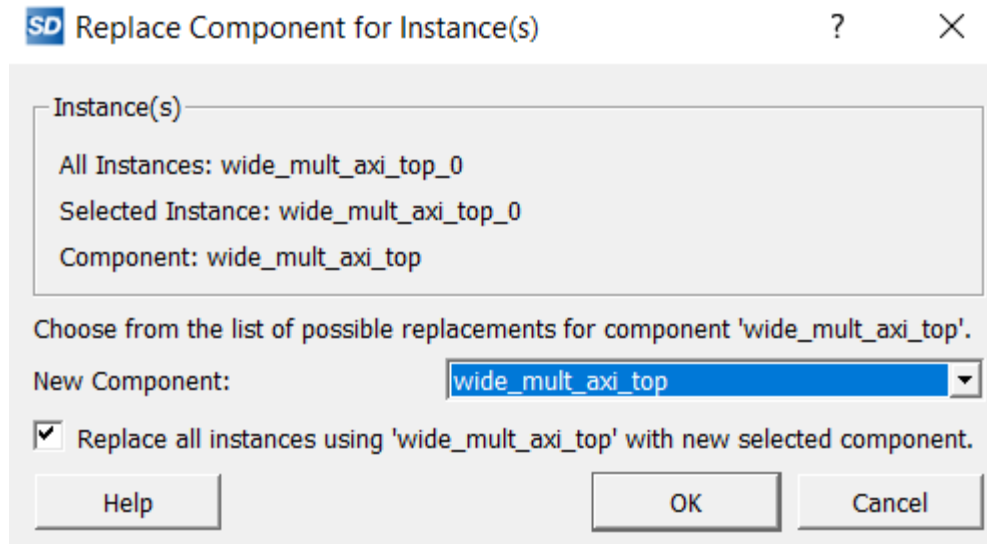 SD Replace Component for Instance(s) ?
Instance(s)
All Instances: wide_mult_axi_top_0
Selected Instance: wide_mult_axi_top_0
Component: wide_mult_axi_top
Choose from the list of possible replacements for component 'wide_mult_axi_top'.
New Component: wide_mult_axi_top
Replace all instances using 'wide_mult_axi_top' with new selected component.
Help OK Cancel